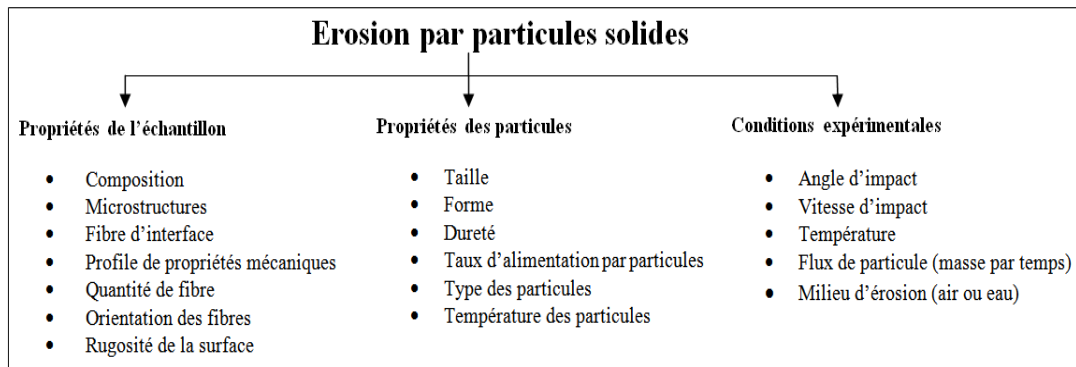 Erosion par particules solides
Propriétés de l'échantillon
• Composition
• Microstructures
• Fibre d'interface
• Profile de propriétés mécaniques
• Quantité de fibre
• Orientation des fibres
• Rugosité de la surface
Propriétés des particules
• Taille
• Forme
• Dureté
• Taux d'alimentation par particules
• Type des particules
• Température des particules
Conditions expérimentales
• Angle d'impact
• Vitesse d'impact
• Température
• Flux de particule (masse par temps)
• Milieu d'érosion (air ou eau)